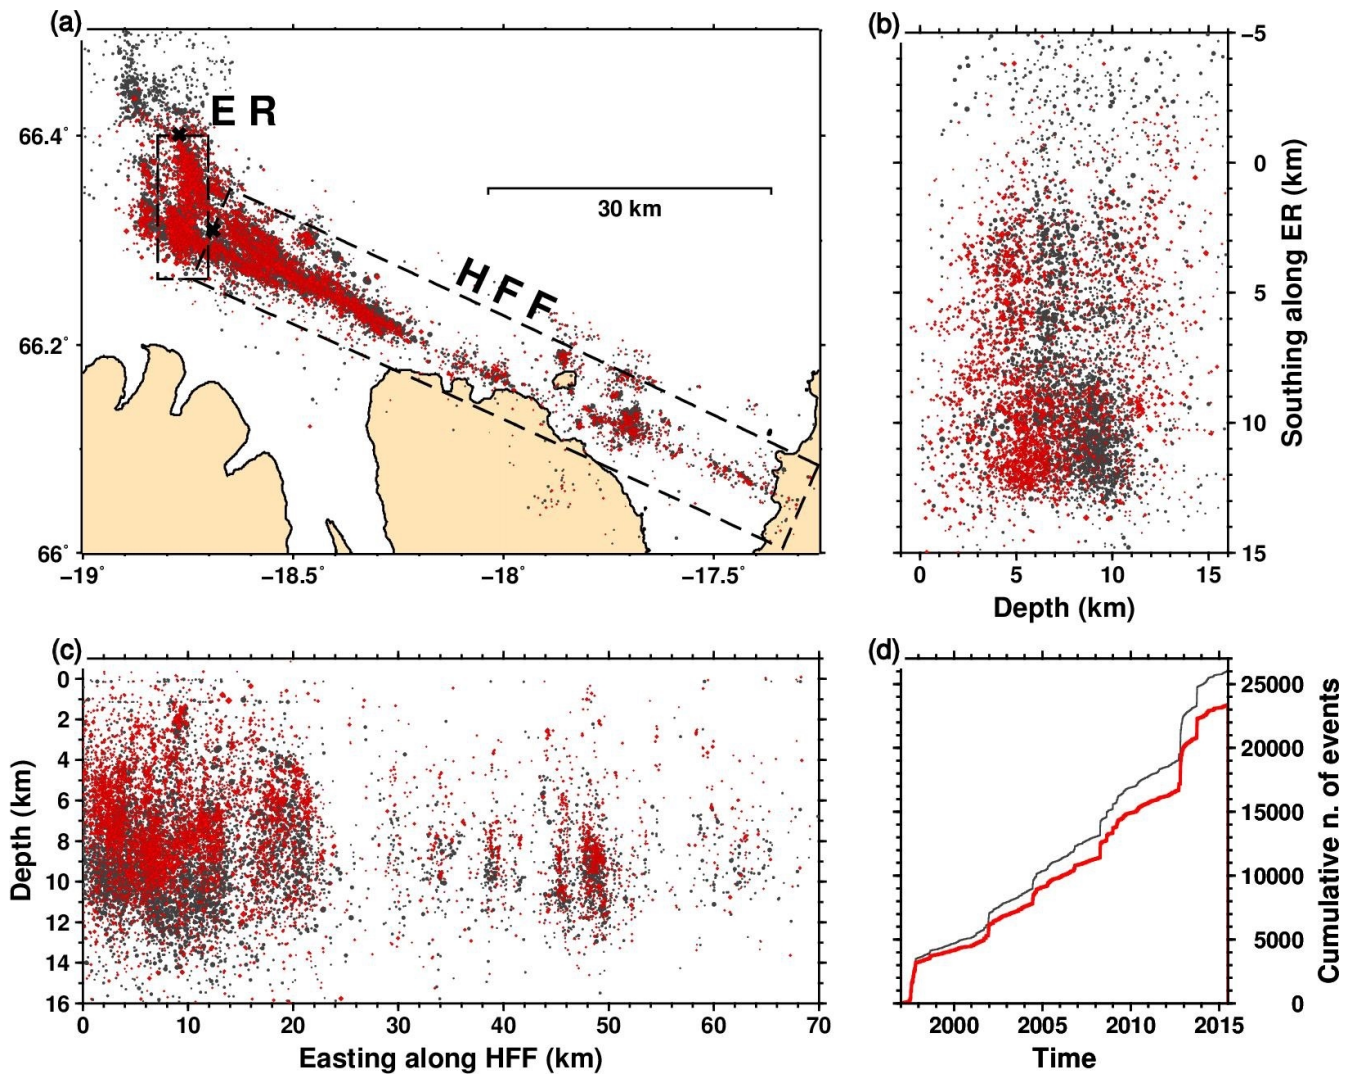 (a)
E R
66.4°
30 km
H F F
66.2°
66°
−19° −18.5° −18° −17.5°
(b)
−5
0
5
10
15
Southing along ER (km)
0 5 10 15
Depth (km)
(c)
0
2
4
6
8
10
12
14
16
Depth (km)
0 10 20 30 40 50 60 70
Easting along HFF (km)
(d)
25000
20000
15000
10000
5000
0
Cumulative n. of events
2000 2005 2010 2015
Time